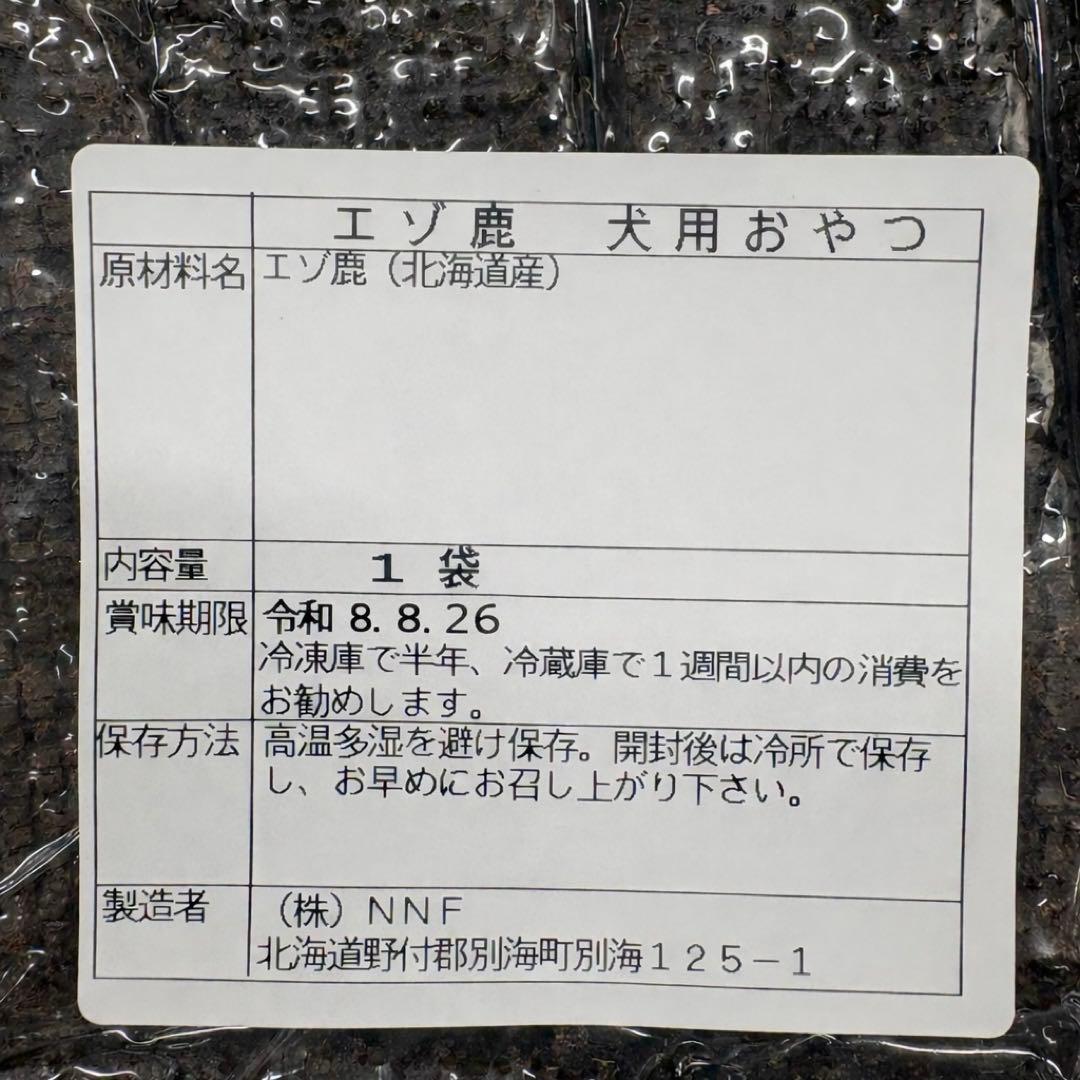 エゾ鹿 犬用おやつ
原材料名 エゾ鹿（北海道産）
内容量 １袋
賞味期限 令和 8. 8. 26
冷凍庫で半年、冷蔵庫で１週間以内の消費を
お勧めします。
保存方法 高温多湿を避け保存。開封後は冷所で保存
し、お早めにお召し上がり下さい。
製造者 （株）ＮＮＦ
北海道野付郡別海町別海１２５－１